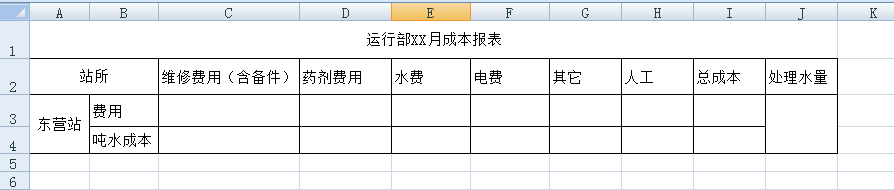 A B C D E F G H I J K
1 运行部XX月成本报表
2 站所 维修费用（含备件） 药剂费用 水费 电费 其它 人工 总成本 处理水量
3 东营站 费用
4 吨水成本
5
6